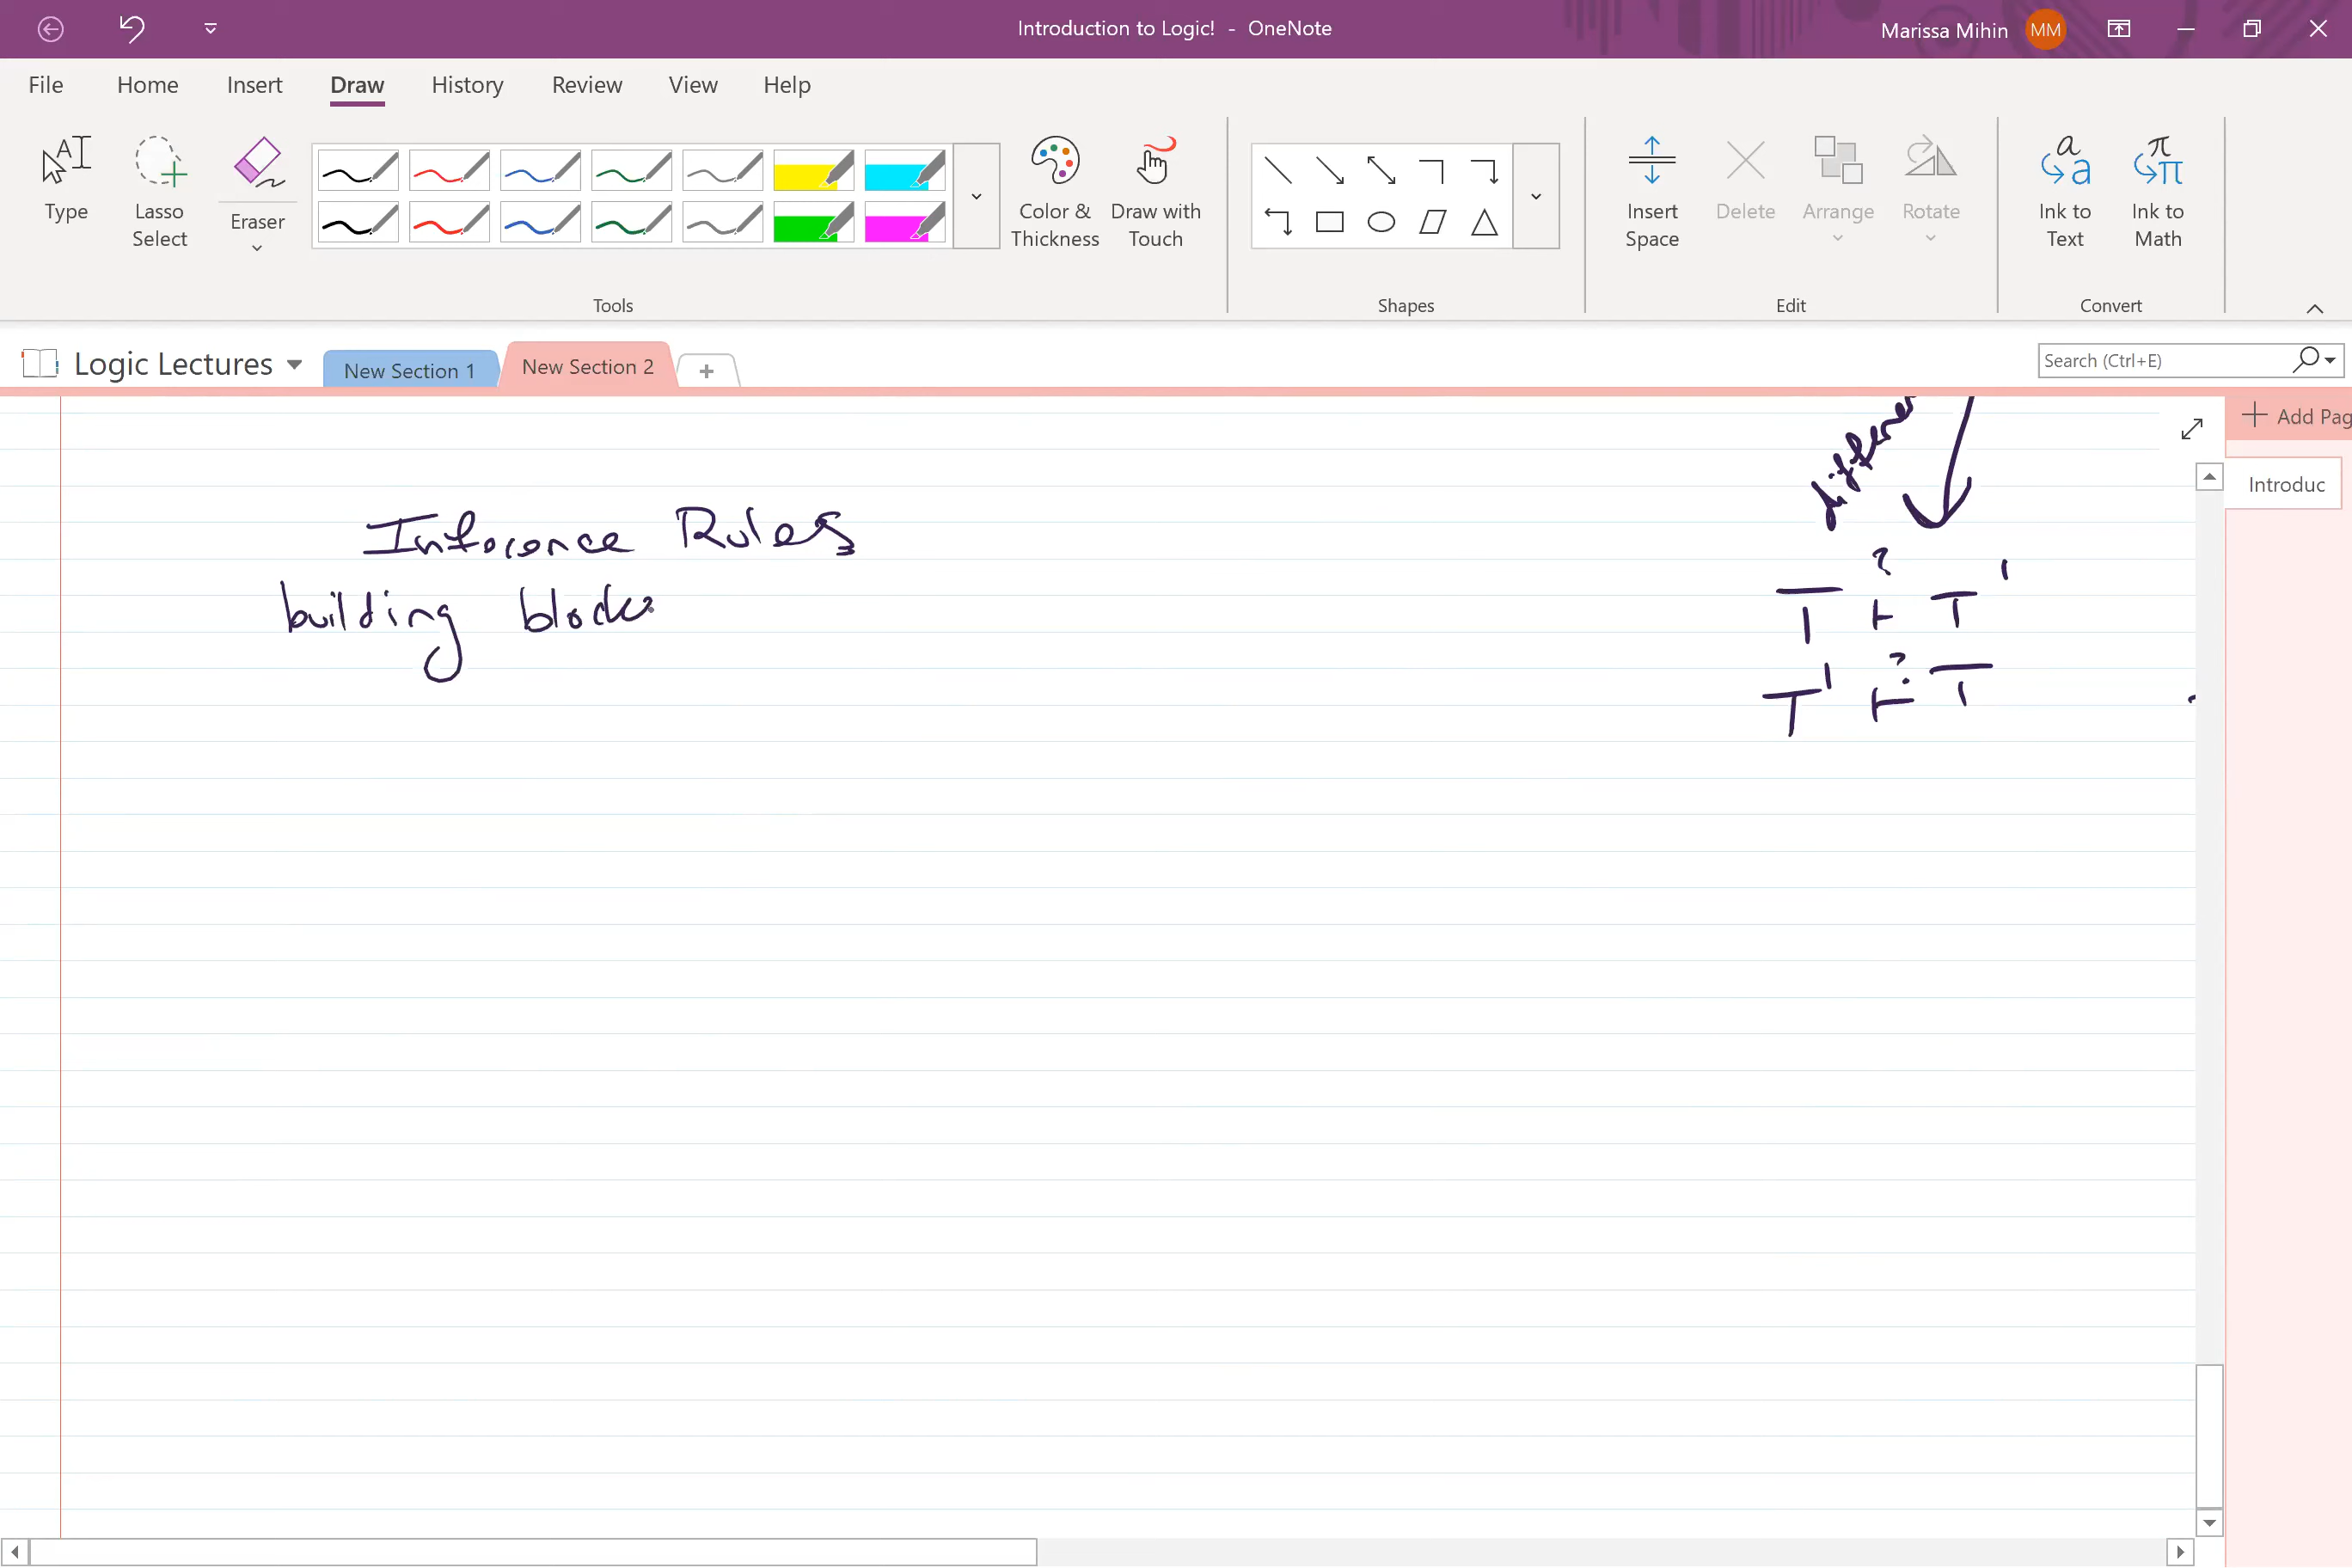 Introduction to Logic! - OneNote
Marissa Mihin MM
File Home Insert Draw History Review View Help
Type
Lasso Select
Eraser
Color & Thickness
Draw with Touch
Insert Space
Delete
Arrange
Rotate
Ink to Text
Ink to Math
Tools Shapes Edit Convert
Logic Lectures New Section 1 New Section 2 +
Search (Ctrl+E)
Add Pag
Introduc
Inference Rules
building blocks
?
T ⊢ T'
?
T' ⊢ T